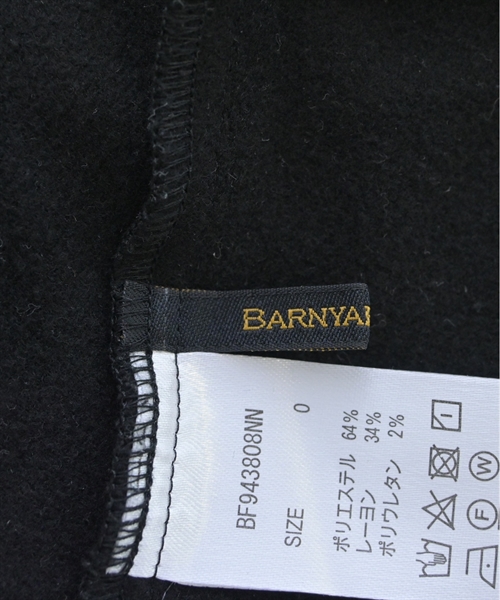 BARNYA
BF943808NN
SIZE 0
ポリエステル 64%
レーヨン 34%
ポリウレタン 2%